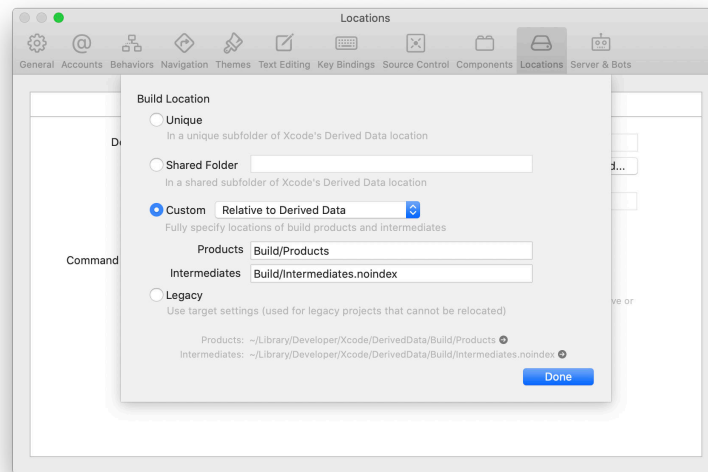 Locations
General Accounts Behaviors Navigation Themes Text Editing Key Bindings Source Control Components Locations Server & Bots
Build Location
Unique
In a unique subfolder of Xcode's Derived Data location
Shared Folder
In a shared subfolder of Xcode's Derived Data location
Custom Relative to Derived Data
Fully specify locations of build products and intermediates
Products Build/Products
Command
Intermediates Build/Intermediates.noindex
Legacy
Use target settings (used for legacy projects that cannot be relocated)
Products: ~/Library/Developer/Xcode/DerivedData/Build/Products
Intermediates: ~/Library/Developer/Xcode/DerivedData/Build/Intermediates.noindex
Done